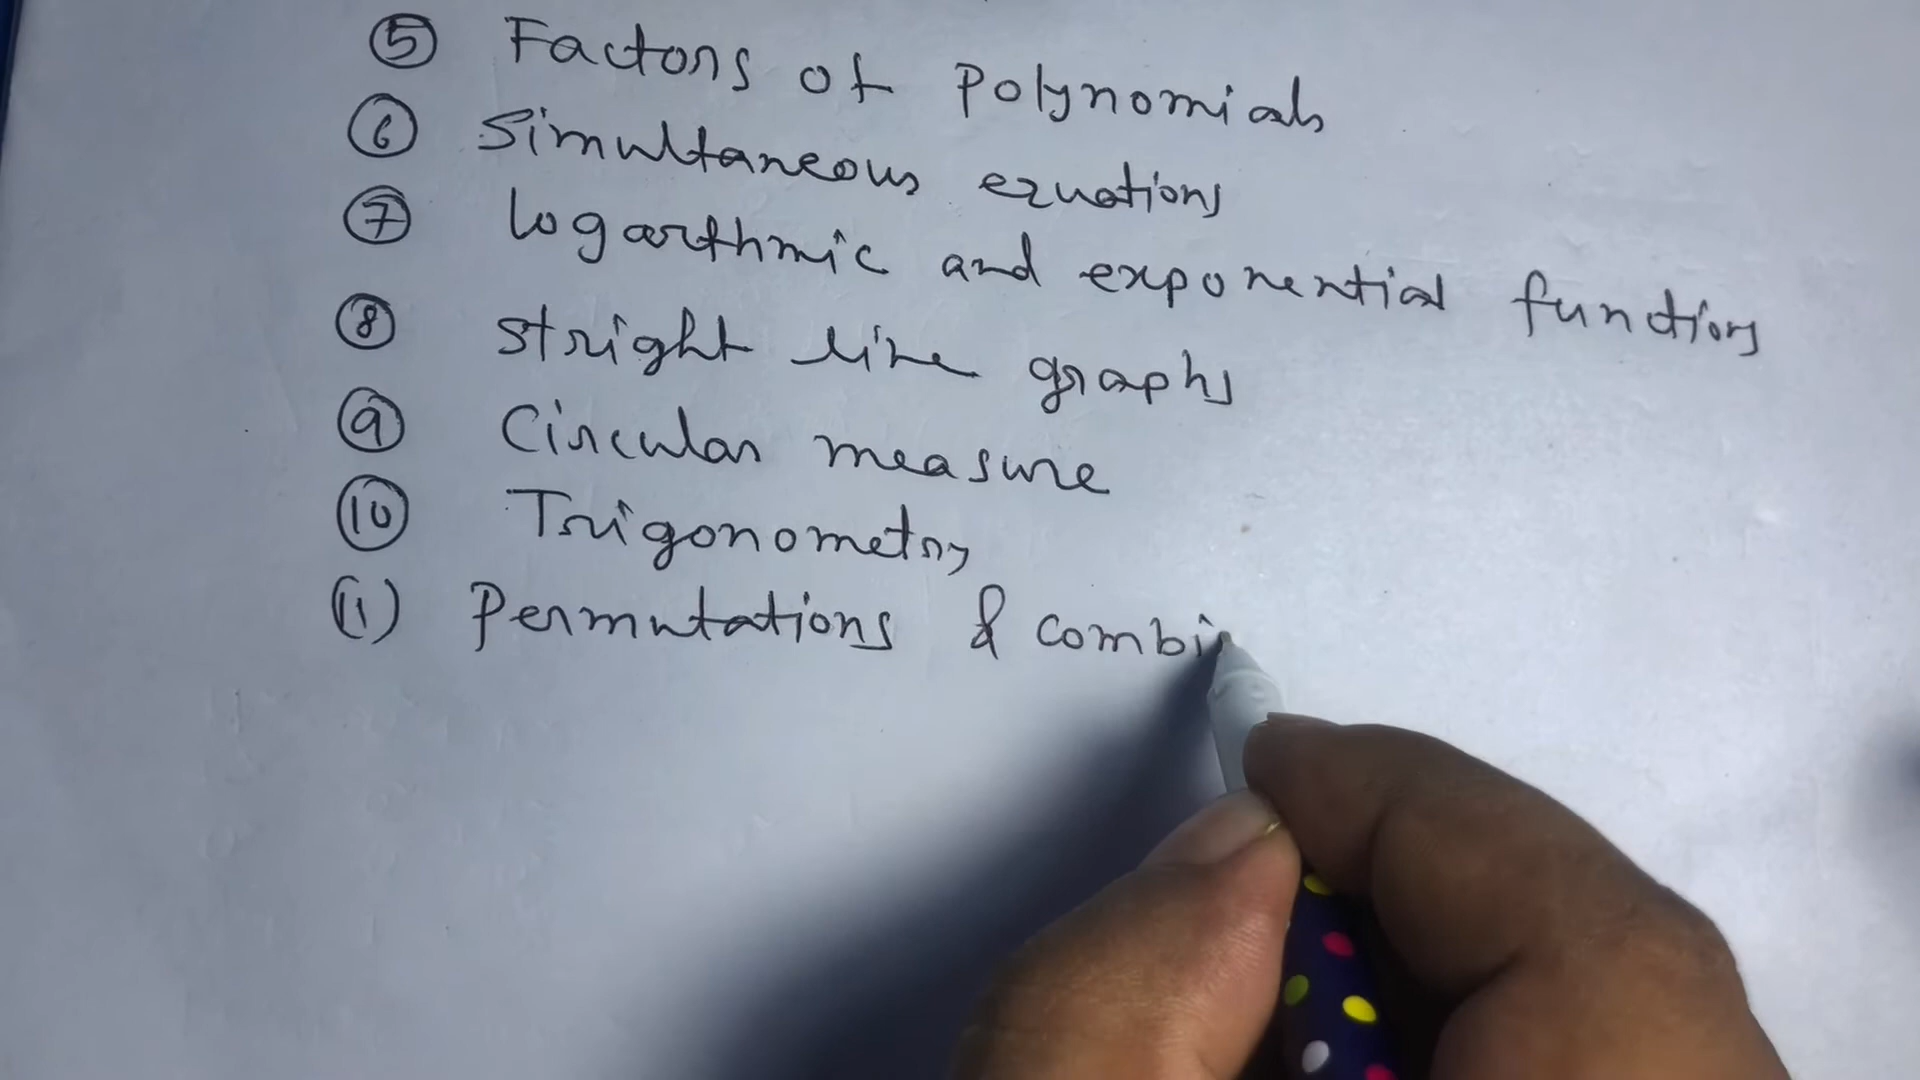 ⑤ Factors of Polynomials
⑥ Simultaneous equations
⑦ logarthmic and exponential functions
⑧ stright line graphs
⑨ Circular measure
⑩ Trigonometry
(11) Permutations & combi